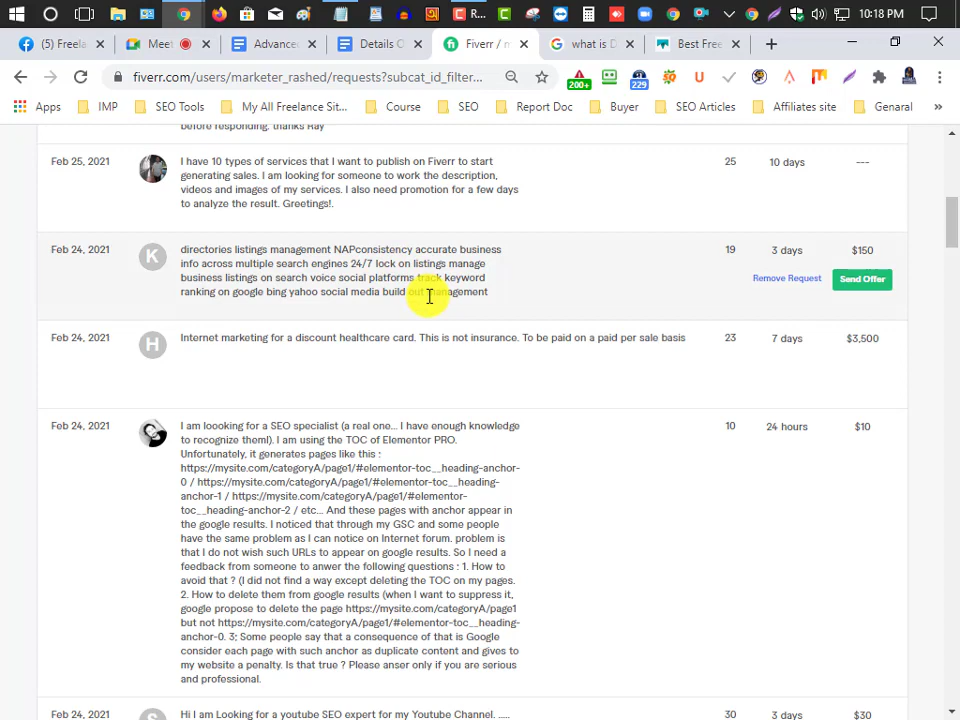 R...
10:18 PM
(5) Freela
Meet
Advance
Details O
Fiverr / m
what is D
Best Free
fiverr.com/users/marketer_rashed/requests?subcat_id_filter...
200+
229
Apps
IMP
SEO Tools
My All Freelance Sit...
Course
SEO
Report Doc
Buyer
SEO Articles
Affiliates site
Genaral
»
before responding. thanks Ray
Feb 25, 2021
I have 10 types of services that I want to publish on Fiverr to start
generating sales. I am looking for someone to work the description,
videos and images of my services. I also need promotion for a few days
to analyze the result. Greetings!.
25
10 days
---
Feb 24, 2021
K
directories listings management NAPconsistency accurate business
info across multiple search engines 24/7 lock on listings manage
business listings on search voice social platforms track keyword
ranking on google bing yahoo social media build out management
19
3 days
$150
Remove Request
Send Offer
Feb 24, 2021
H
Internet marketing for a discount healthcare card. This is not insurance. To be paid on a paid per sale basis
23
7 days
$3,500
Feb 24, 2021
I am loooking for a SEO specialist (a real one... I have enough knowledge
to recognize them!). I am using the TOC of Elementor PRO.
Unfortunately, it generates pages like this :
https://mysite.com/categoryA/page1/#elementor-toc__heading-anchor-
0 / https://mysite.com/categoryA/page1/#elementor-toc__heading-
anchor-1 / https://mysite.com/categoryA/page1/#elementor-
toc__heading-anchor-2 / etc... And these pages with anchor appear in
the google results. I noticed that through my GSC and some people
have the same problem as I can notice on Internet forum. problem is
that I do not wish such URLs to appear on google results. So I need a
feedback from someone to anwer the following questions : 1. How to
avoid that ? (I did not find a way except deleting the TOC on my pages.
2. How to delete them from google results (when I want to suppress it,
google propose to delete the page https://mysite.com/categoryA/page1
but not https://mysite.com/categoryA/page1/#elementor-toc__heading-
anchor-0. 3; Some people say that a consequence of that is Google
consider each page with such anchor as duplicate content and gives to
my website a penalty. Is that true ? Please anser only if you are serious
and professional.
10
24 hours
$10
Feb 24, 2021
S
Hi I am Looking for a youtube SEO expert for my Youtube Channel. .....
30
3 days
$30